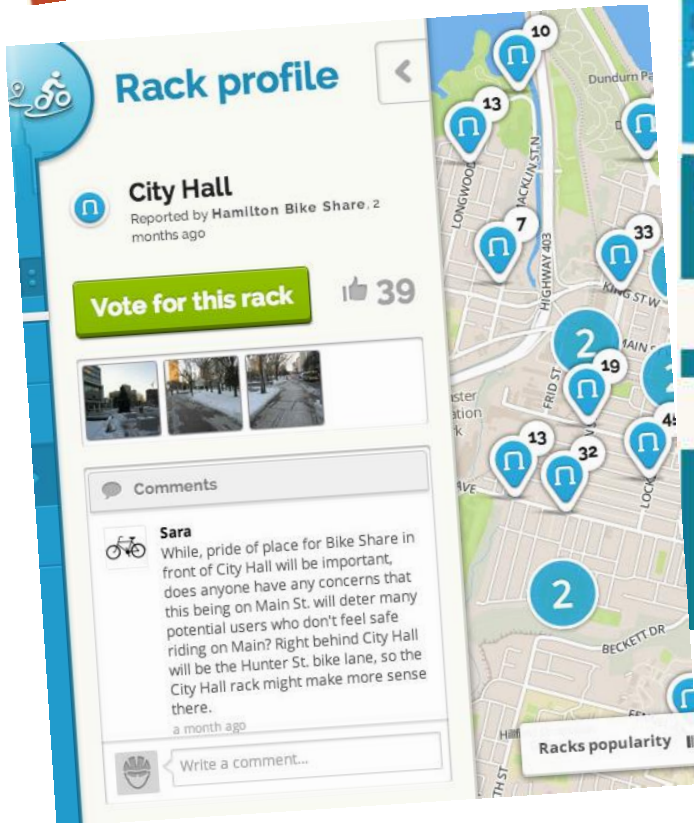 Rack profile
City Hall
Reported by Hamilton Bike Share, 2
months ago
Vote for this rack
39
Comments
Sara
While, pride of place for Bike Share in
front of City Hall will be important,
does anyone have any concerns that
this being on Main St. will deter many
potential users who don't feel safe
riding on Main? Right behind City Hall
will be the Hunter St. bike lane, so the
City Hall rack might make more sense
there.
a month ago
Write a comment...
10
Dundurn
13
LONGWOOD
7
HIGHWAY 403
33
KING ST W
2
19
FRID ST
13
32
AVE
2
BECKETT DR
Racks popularity